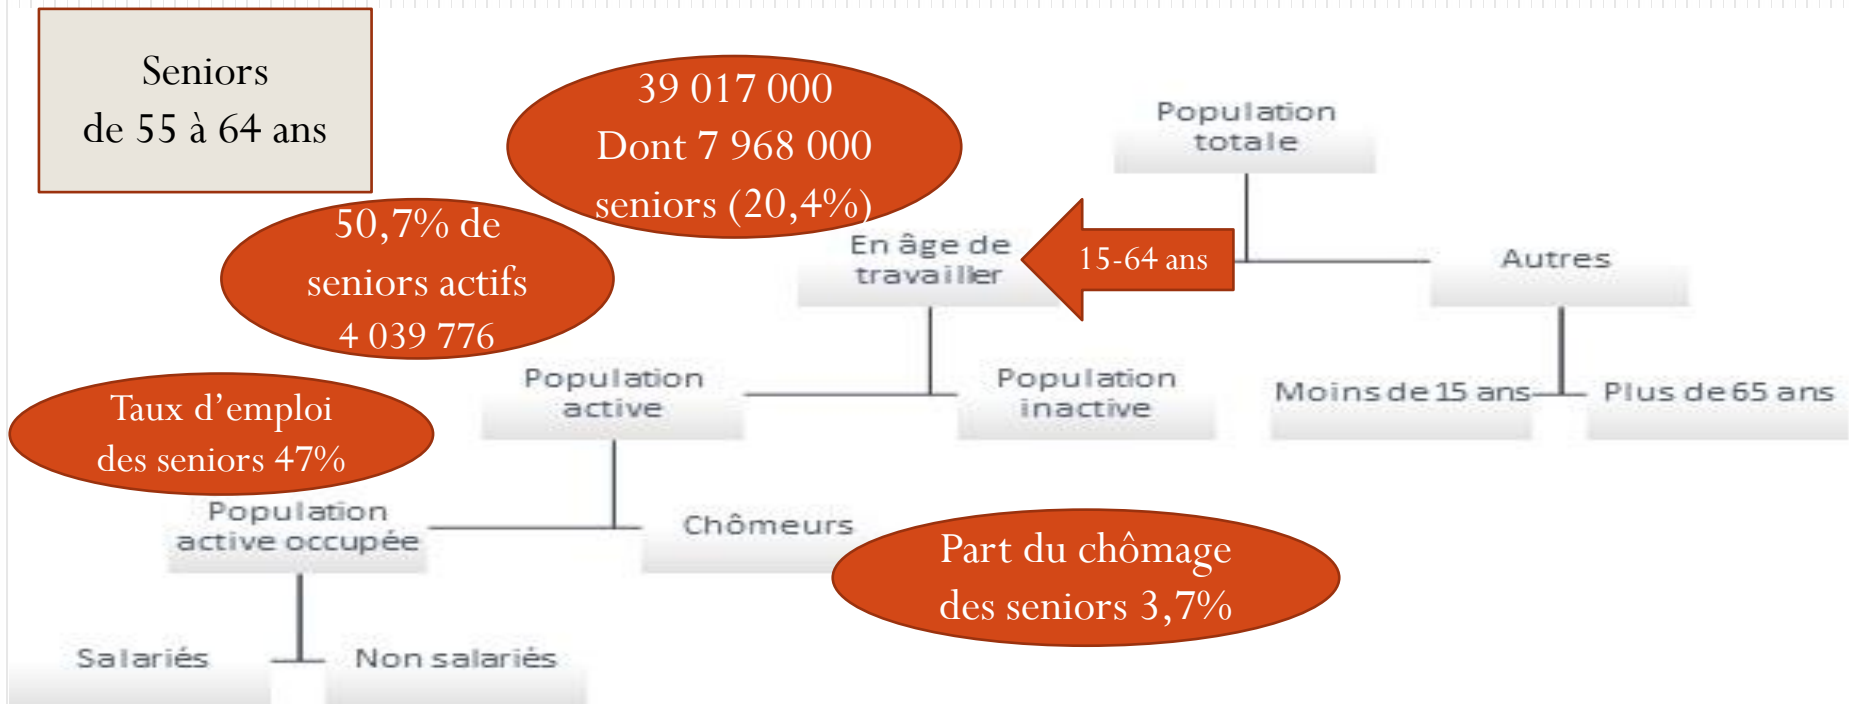 Seniors
de 55 à 64 ans
39 017 000
Dont 7 968 000
seniors (20,4%)
Population
totale
50,7% de
seniors actifs
4 039 776
En âge de
travailler
15-64 ans
Autres
Taux d’emploi
des seniors 47%
Population
active
Population
inactive
Moins de 15 ans
Plus de 65 ans
Population
active occupée
Chômeurs
Part du chômage
des seniors 3,7%
Salariés
Non salariés